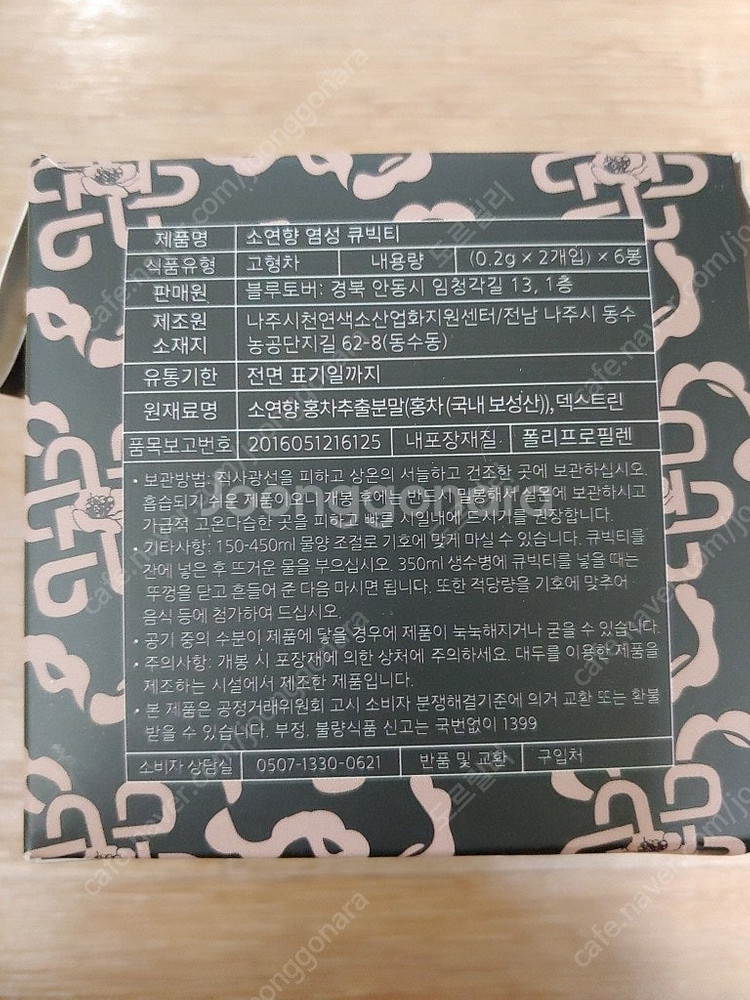 제품명 소연향 염성 큐빅티
식품유형 고형차 내용량 (0.2g × 2개입) × 6봉
판매원 블루토버: 경북 안동시 임청각길 13, 1층
제조원 소재지 나주시천연색소산업화지원센터/전남 나주시 동수
농공단지길 62-8(동수동)
유통기한 전면 표기일까지
원재료명 소연향 홍차추출분말(홍차(국내 보성산)), 덱스트린
품목보고번호 2016051216125 내포장재질 폴리프로필렌
• 보관방법: 직사광선을 피하고 상온의 서늘하고 건조한 곳에 보관하십시오.
흡습되기 쉬운 제품이오니 개봉 후에는 반드시 밀봉해서 실온에 보관하시고
가급적 고온다습한 곳을 피하고 빠른 시일내에 드시기를 권장합니다.
• 기타사항: 150-450ml 물양 조절로 기호에 맞게 마실 수 있습니다. 큐빅티를
잔에 넣은 후 뜨거운 물을 부으십시오. 350ml 생수병에 큐빅티를 넣을 때는
뚜껑을 닫고 흔들어 준 다음 마시면 됩니다. 또한 적당량을 기호에 맞추어
음식 등에 첨가하여 드십시오.
• 공기 중의 수분이 제품에 닿을 경우에 제품이 눅눅해지거나 굳을 수 있습니다.
• 주의사항: 개봉 시 포장재에 의한 상처에 주의하세요. 대두를 이용한 제품을
제조하는 시설에서 제조한 제품입니다.
• 본 제품은 공정거래위원회 고시 소비자 분쟁해결기준에 의거 교환 또는 환불
받을 수 있습니다. 부정, 불량식품 신고는 국번없이 1399
소비자 상담실 0507-1330-0621 반품 및 교환 구입처
Joonggonara